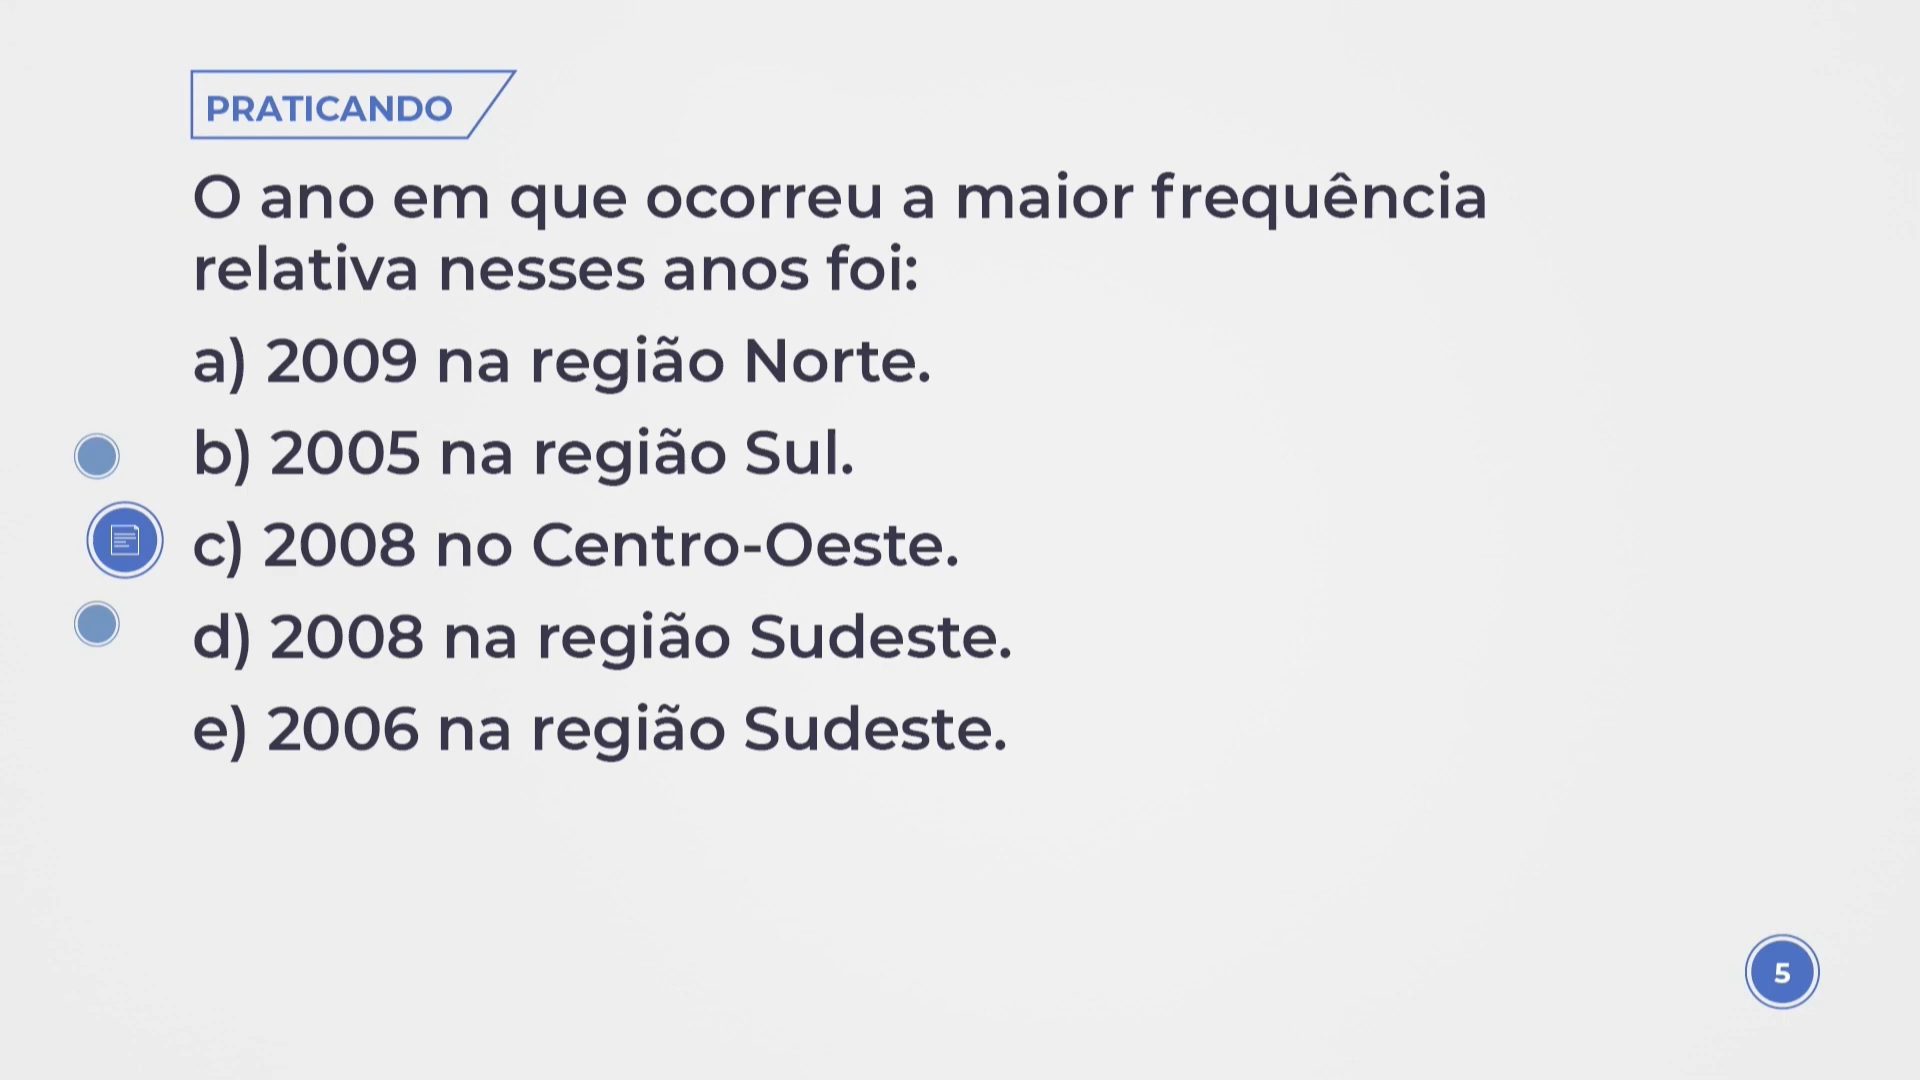 PRATICANDO
O ano em que ocorreu a maior frequência
relativa nesses anos foi:
a) 2009 na região Norte.
b) 2005 na região Sul.
c) 2008 no Centro-Oeste.
d) 2008 na região Sudeste.
e) 2006 na região Sudeste.
5